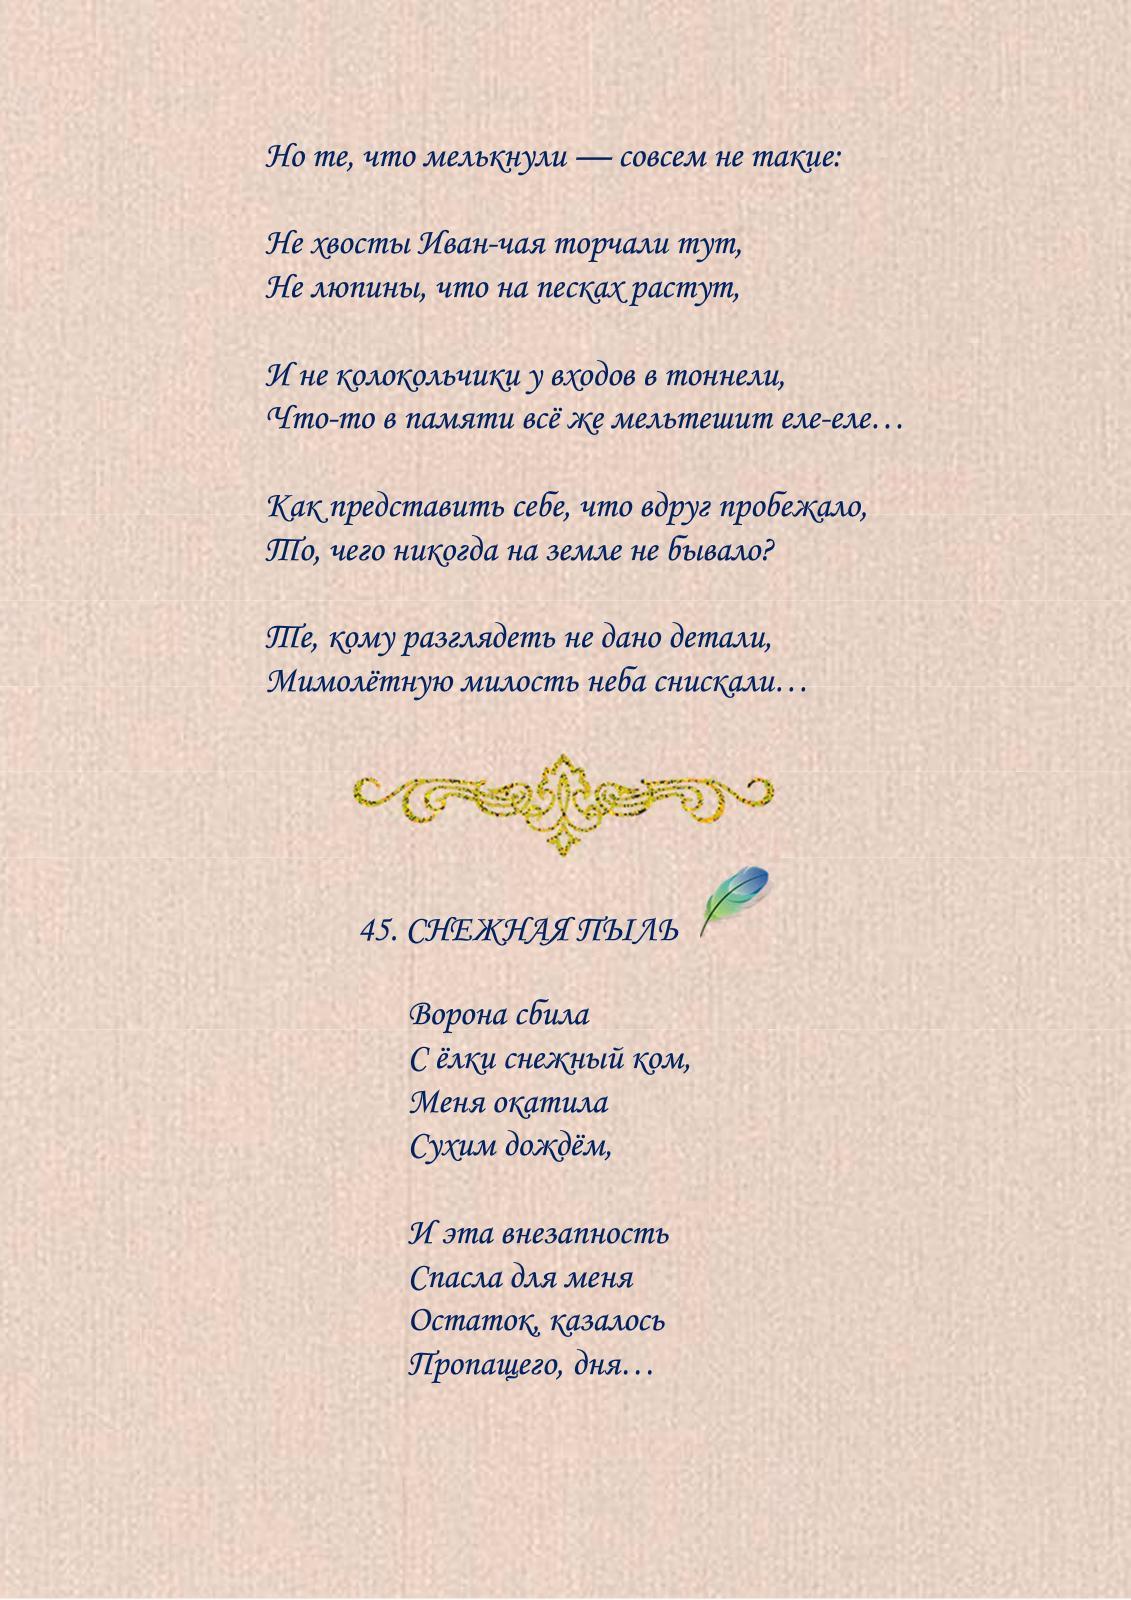 Но те, что мелькнули — совсем не такие:
Не хвосты Иван-чая торчали тут,
Не люпины, что на песках растут,
И не колокольчики у входов в тоннели,
Что-то в памяти всё же мельтешит еле-еле…
Как представить себе, что вдруг пробежало,
То, чего никогда на земле не бывало?
Те, кому разглядеть не дано детали,
Мимолётную милость неба снискали…
45. СНЕЖНАЯ ПЫЛЬ
Ворона сбила
С ёлки снежный ком,
Меня окатила
Сухим дождём,
И эта внезапность
Спасла для меня
Остаток, казалось
Пропащего, дня…